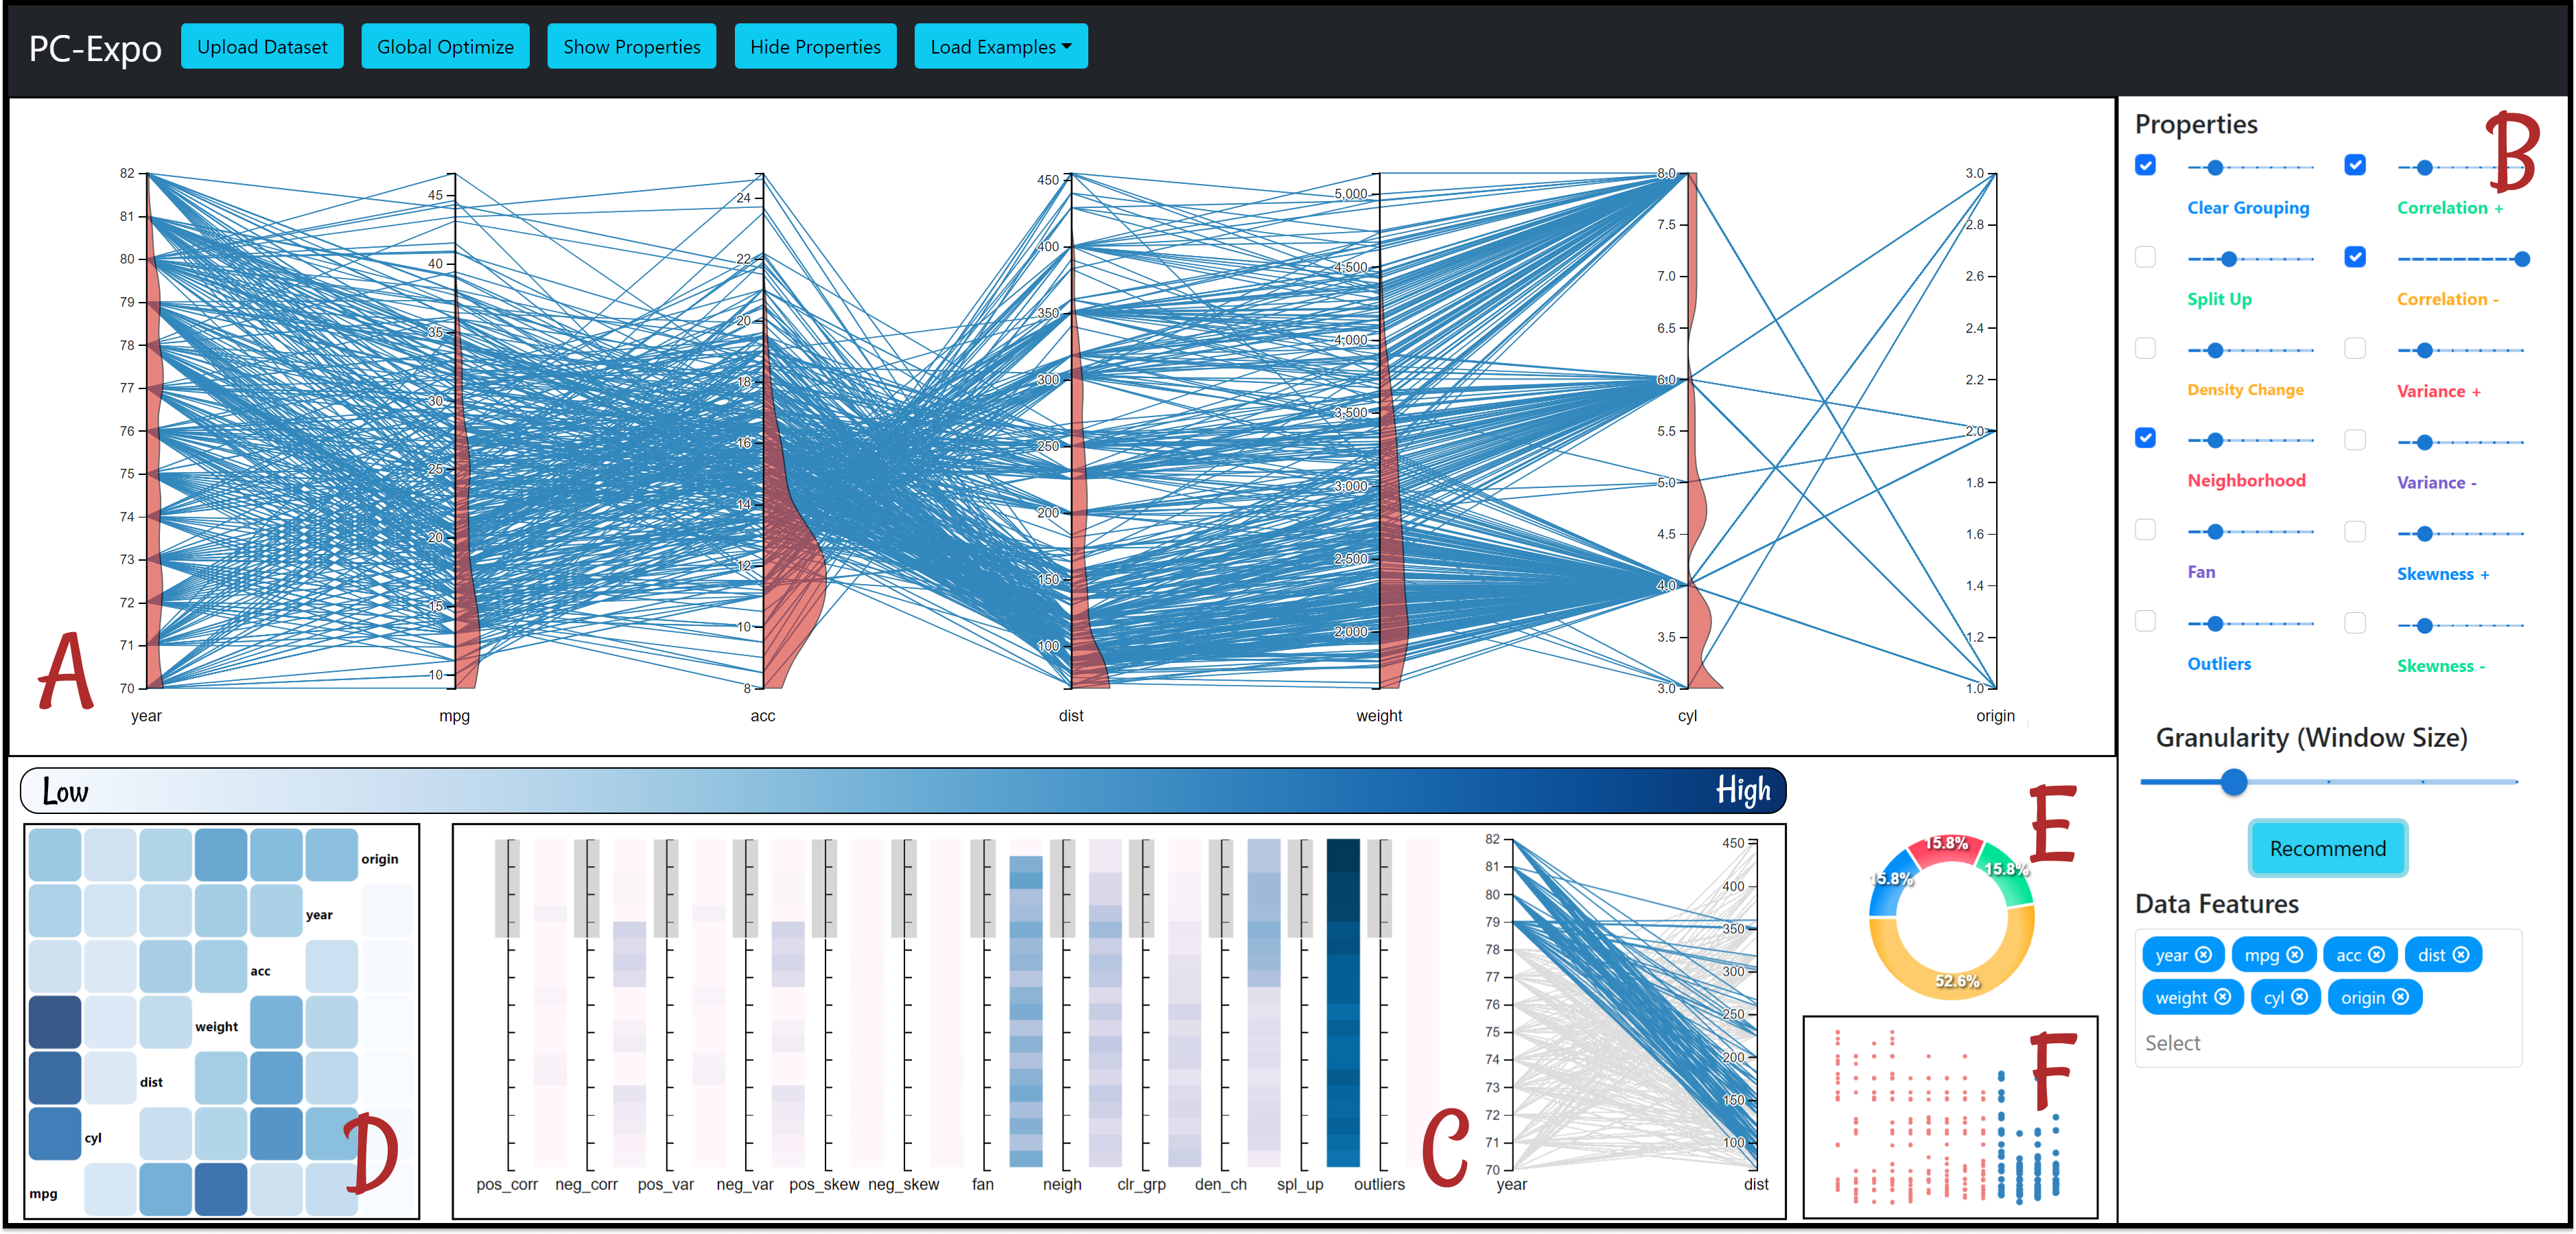 PC-Expo Upload Dataset Global Optimize Show Properties Hide Properties Load Examples
A
82
81
80
79
78
77
76
75
74
73
72
71
70
year
45
40
35
30
25
20
15
10
mpg
24
22
20
18
16
14
12
10
8
acc
450
400
350
300
250
200
150
100
dist
5,000
4,500
4,000
3,500
3,000
2,500
2,000
weight
8.0
7.5
7.0
6.5
6.0
5.5
5.0
4.5
4.0
3.5
3.0
cyl
3.0
2.8
2.6
2.4
2.2
2.0
1.8
1.6
1.4
1.2
1.0
origin
Properties
B
Clear Grouping Correlation +
Split Up Correlation -
Density Change Variance +
Neighborhood Variance -
Fan Skewness +
Outliers Skewness -
Granularity (Window Size)
Recommend
Data Features
year mpg acc dist
weight cyl origin
Select
Low High
origin
year
acc
weight
dist
cyl
mpg
D
pos_corr neg_corr pos_var neg_var pos_skew neg_skew fan neigh clr_grp den_ch spl_up outliers
C
82
81
80
79
78
77
76
75
74
73
72
71
70
year
450
400
350
300
250
200
150
100
dist
E
15.8%
15.8%
15.8%
52.6%
F